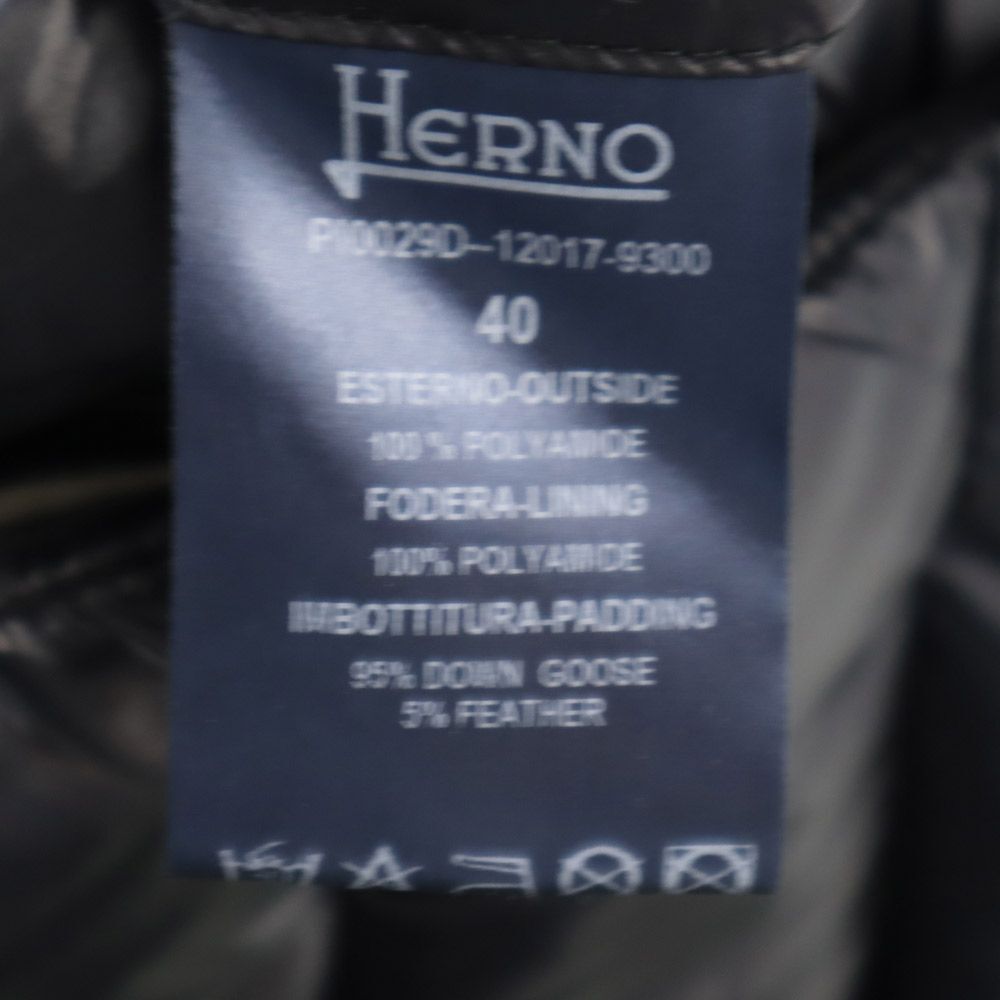 HERNO
PI0029D-12017-9300
40
ESTERNO-OUTSIDE
100% POLYAMIDE
FODERA-LINING
100% POLYAMIDE
IMBOTTITURA-PADDING
95% DOWN GOOSE
5% FEATHER